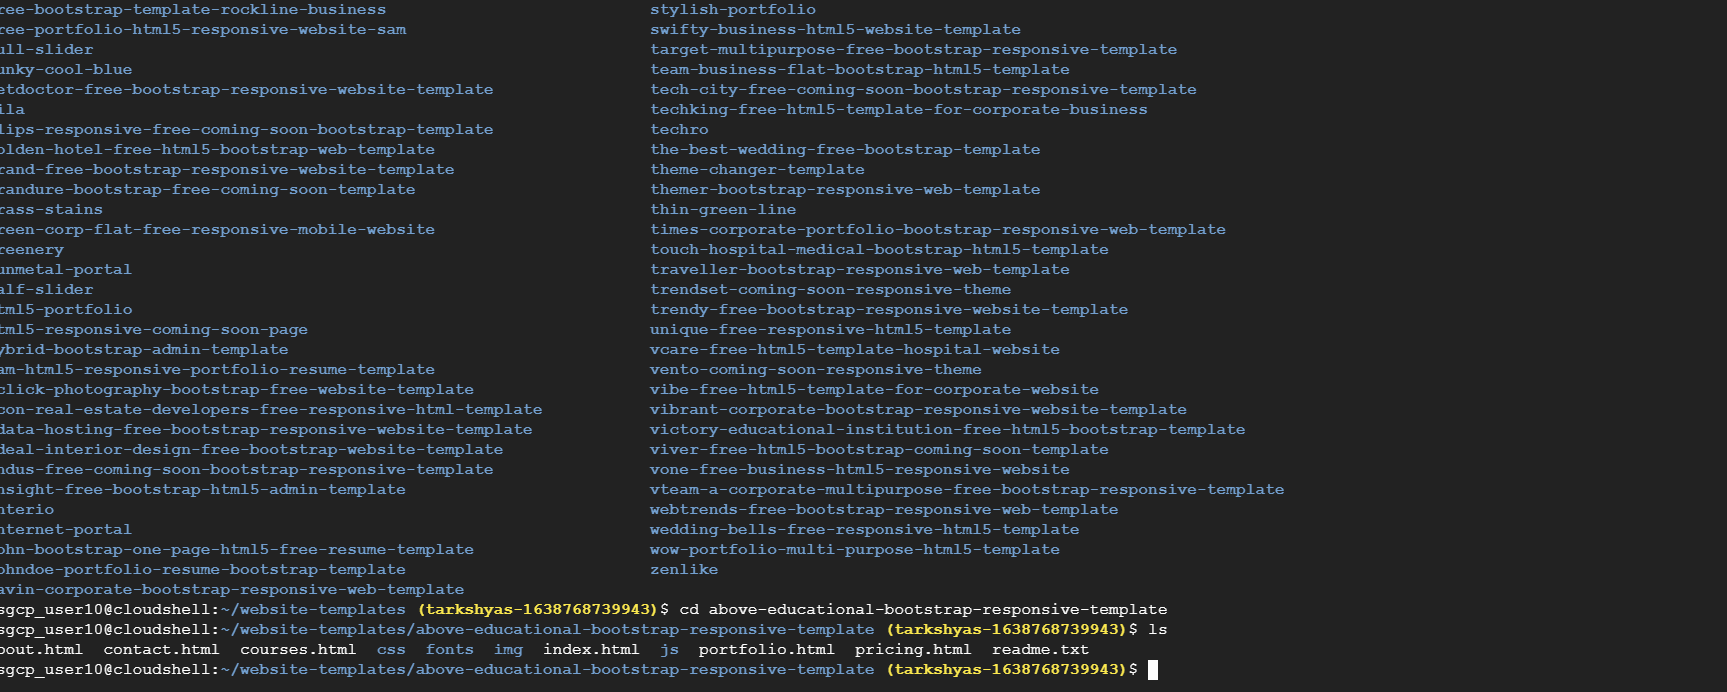 ree-bootstrap-template-rockline-business stylish-portfolio
ree-portfolio-html5-responsive-website-sam swifty-business-html5-website-template
ull-slider target-multipurpose-free-bootstrap-responsive-template
unky-cool-blue team-business-flat-bootstrap-html5-template
etdoctor-free-bootstrap-responsive-website-template tech-city-free-coming-soon-bootstrap-responsive-template
ila techking-free-html5-template-for-corporate-business
lips-responsive-free-coming-soon-bootstrap-template techro
olden-hotel-free-html5-bootstrap-web-template the-best-wedding-free-bootstrap-template
rand-free-bootstrap-responsive-website-template theme-changer-template
randure-bootstrap-free-coming-soon-template themer-bootstrap-responsive-web-template
rass-stains thin-green-line
reen-corp-flat-free-responsive-mobile-website times-corporate-portfolio-bootstrap-responsive-web-template
reenery touch-hospital-medical-bootstrap-html5-template
unmetal-portal traveller-bootstrap-responsive-web-template
alf-slider trendset-coming-soon-responsive-theme
tml5-portfolio trendy-free-bootstrap-responsive-website-template
tml5-responsive-coming-soon-page unique-free-responsive-html5-template
ybrid-bootstrap-admin-template vcare-free-html5-template-hospital-website
am-html5-responsive-portfolio-resume-template vento-coming-soon-responsive-theme
click-photography-bootstrap-free-website-template vibe-free-html5-template-for-corporate-website
con-real-estate-developers-free-responsive-html-template vibrant-corporate-bootstrap-responsive-website-template
data-hosting-free-bootstrap-responsive-website-template victory-educational-institution-free-html5-bootstrap-template
deal-interior-design-free-bootstrap-website-template viver-free-html5-bootstrap-coming-soon-template
ndus-free-coming-soon-bootstrap-responsive-template vone-free-business-html5-responsive-website
nsight-free-bootstrap-html5-admin-template vteam-a-corporate-multipurpose-free-bootstrap-responsive-template
nterio webtrends-free-bootstrap-responsive-web-template
nternet-portal wedding-bells-free-responsive-html5-template
ohn-bootstrap-one-page-html5-free-resume-template wow-portfolio-multi-purpose-html5-template
ohndoe-portfolio-resume-bootstrap-template zenlike
avin-corporate-bootstrap-responsive-web-template
sgcp_user10@cloudshell:~/website-templates (tarkshyas-1638768739943)$ cd above-educational-bootstrap-responsive-template
sgcp_user10@cloudshell:~/website-templates/above-educational-bootstrap-responsive-template (tarkshyas-1638768739943)$ ls
bout.html contact.html courses.html css fonts img index.html js portfolio.html pricing.html readme.txt
sgcp_user10@cloudshell:~/website-templates/above-educational-bootstrap-responsive-template (tarkshyas-1638768739943)$